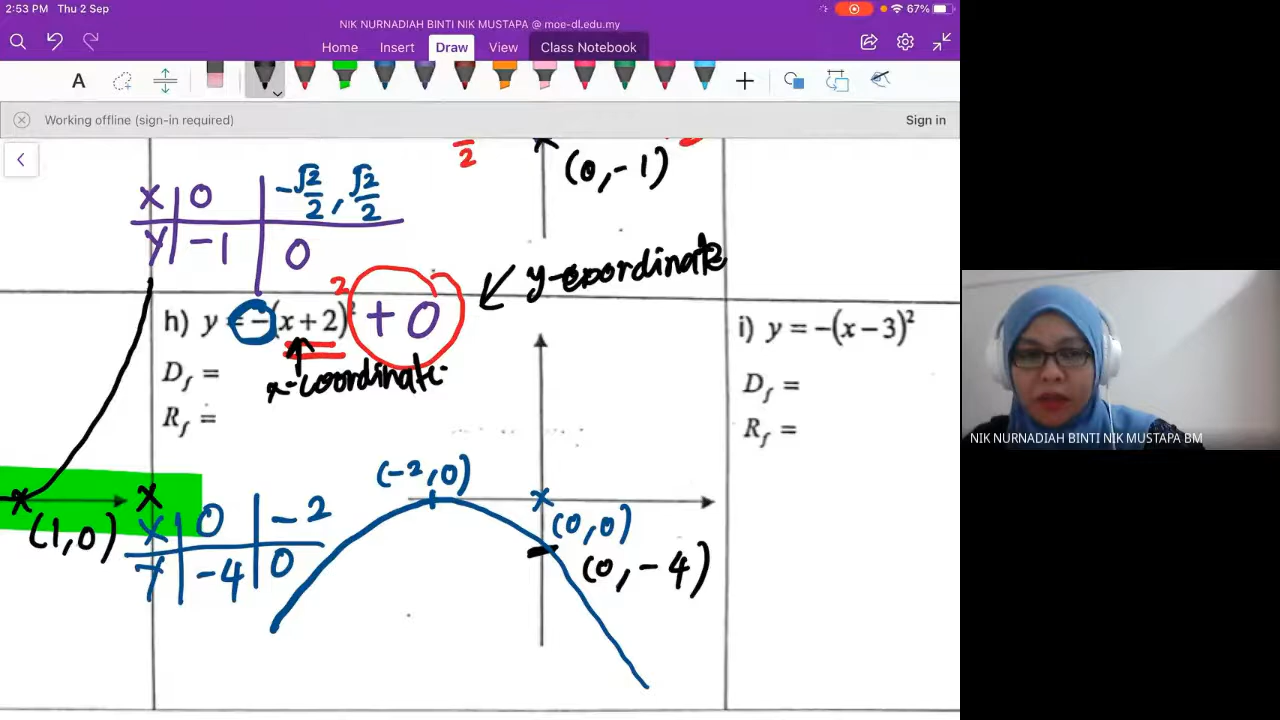 2:53 PM Thu 2 Sep
67%
NIK NURNADIAH BINTI NIK MUSTAPA @ moe-dl.edu.my
Home Insert Draw View Class Notebook
A
Working offline (sign-in required) Sign in
2
(0,-1)
x 0 -√2/2, √2/2
y -1 0
y-coordinate
h) y = -(x + 2)² + 0
2
x-coordinate
D_f =
R_f =
i) y = -(x - 3)²
D_f =
R_f =
(-2,0)
x
(1,0)
x 0 -2
y -4 0
(0,0)
(0,-4)
NIK NURNADIAH BINTI NIK MUSTAPA BM